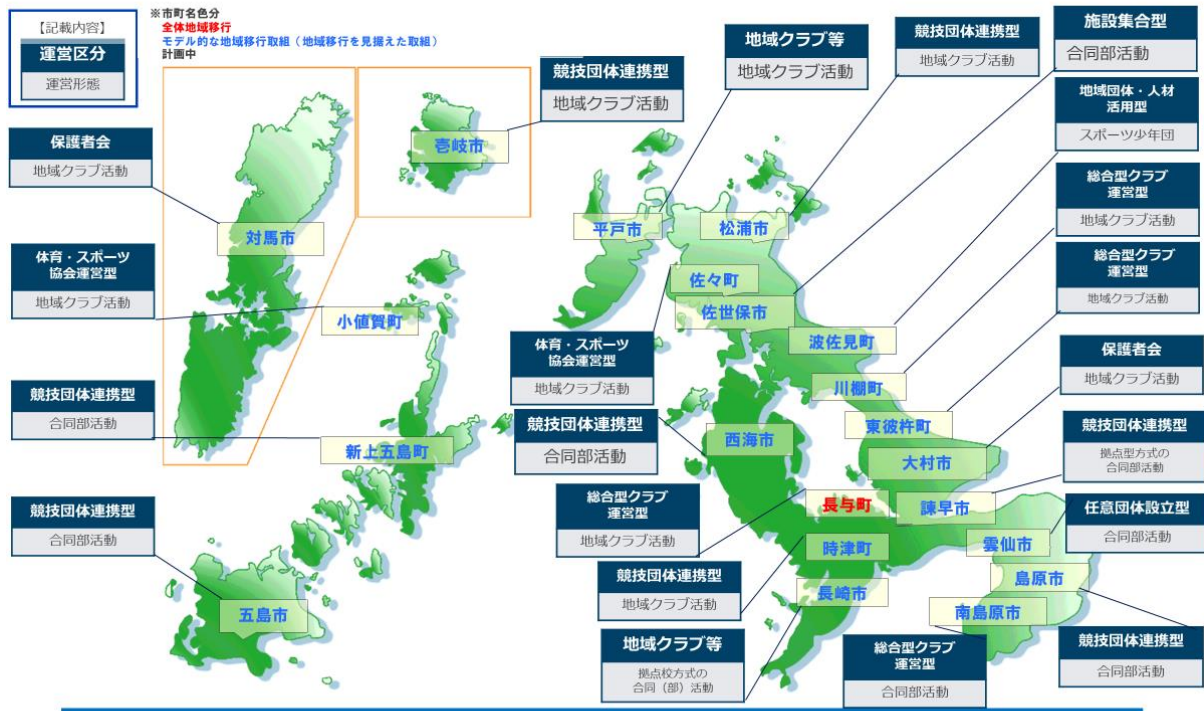 【記載内容】
運営区分
運営形態
※市町名色分
全体地域移行
モデル的な地域移行取組（地域移行を見据えた取組）
計画中
保護者会
地域クラブ活動
対馬市
競技団体連携型
地域クラブ活動
壱岐市
地域クラブ等
地域クラブ活動
平戸市
競技団体連携型
地域クラブ活動
松浦市
施設集合型
合同部活動
佐世保市
地域団体・人材
活用型
スポーツ少年団
波佐見町
総合型クラブ
運営型
地域クラブ活動
川棚町
総合型クラブ
運営型
地域クラブ活動
東彼杵町
保護者会
地域クラブ活動
大村市
競技団体連携型
拠点型方式の
合同部活動
諫早市
任意団体設立型
合同部活動
雲仙市
競技団体連携型
合同部活動
島原市
総合型クラブ
運営型
合同部活動
南島原市
体育・スポーツ
協会運営型
地域クラブ活動
小値賀町
競技団体連携型
合同部活動
新上五島町
競技団体連携型
合同部活動
五島市
体育・スポーツ
協会運営型
地域クラブ活動
佐々町
競技団体連携型
合同部活動
西海市
総合型クラブ
運営型
地域クラブ活動
長与町
競技団体連携型
地域クラブ活動
時津町
地域クラブ等
拠点校方式の
合同（部）活動
長崎市